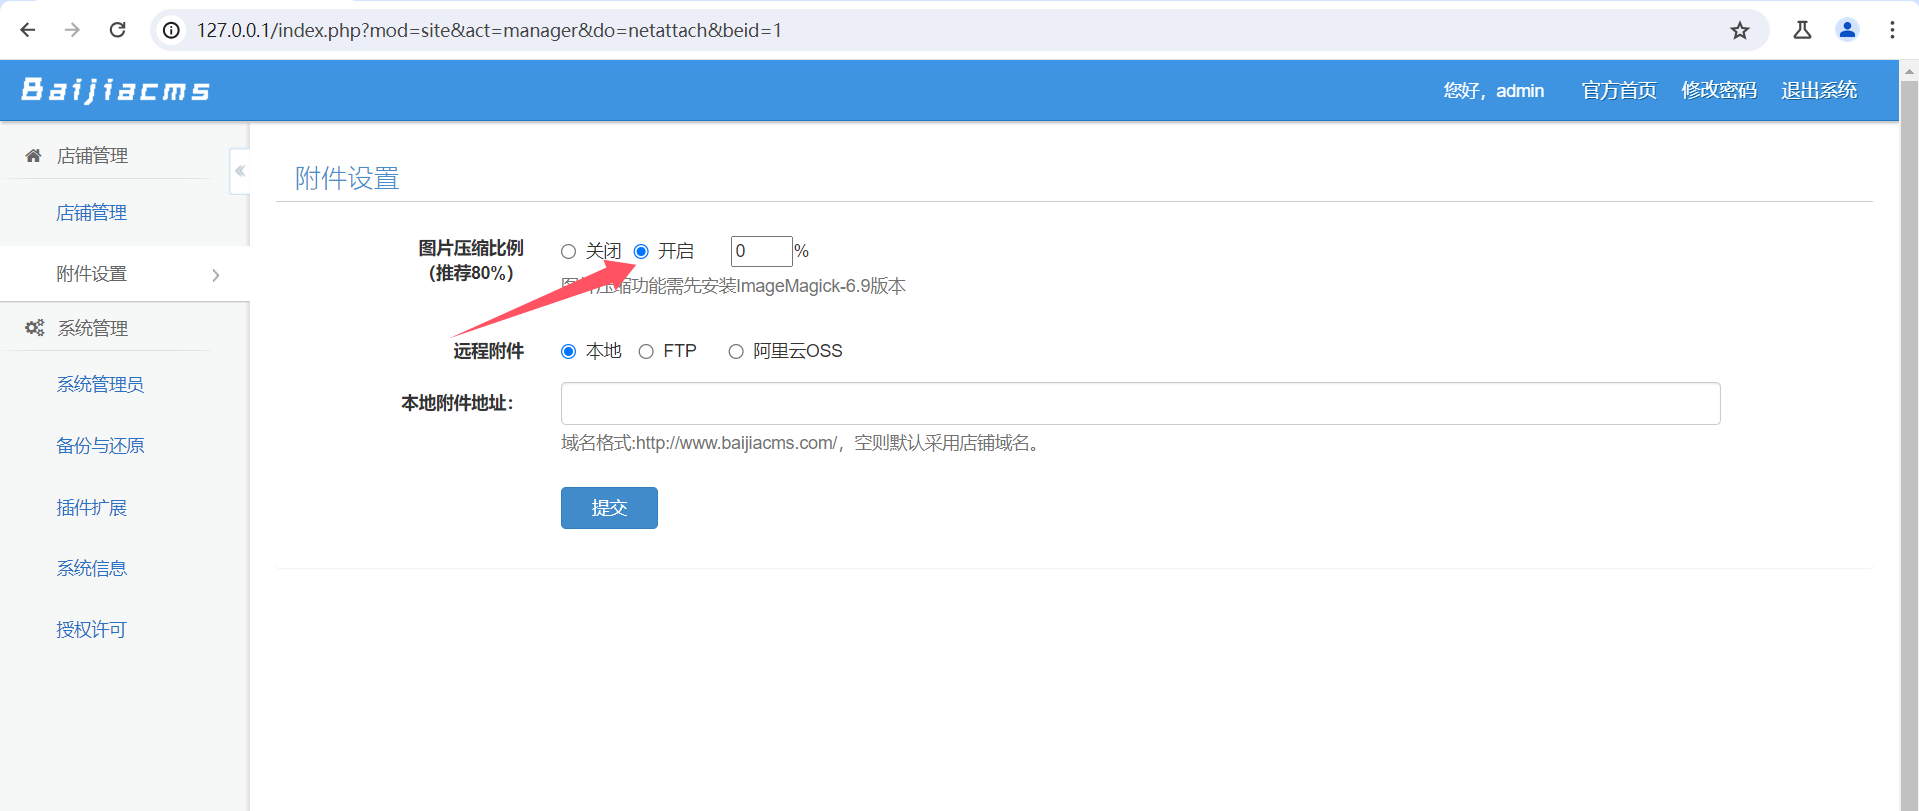 127.0.0.1/index.php?mod=site&act=manager&do=netattach&beid=1
Baijiacms
您好，admin 官方首页 修改密码 退出系统
店铺管理
店铺管理
附件设置
系统管理
系统管理员
备份与还原
插件扩展
系统信息
授权许可
附件设置
图片压缩比例
（推荐80%）
关闭 开启 0 %
图片压缩功能需先安装ImageMagick-6.9版本
远程附件 本地 FTP 阿里云OSS
本地附件地址：
域名格式:http://www.baijiacms.com/，空则默认采用店铺域名。
提交